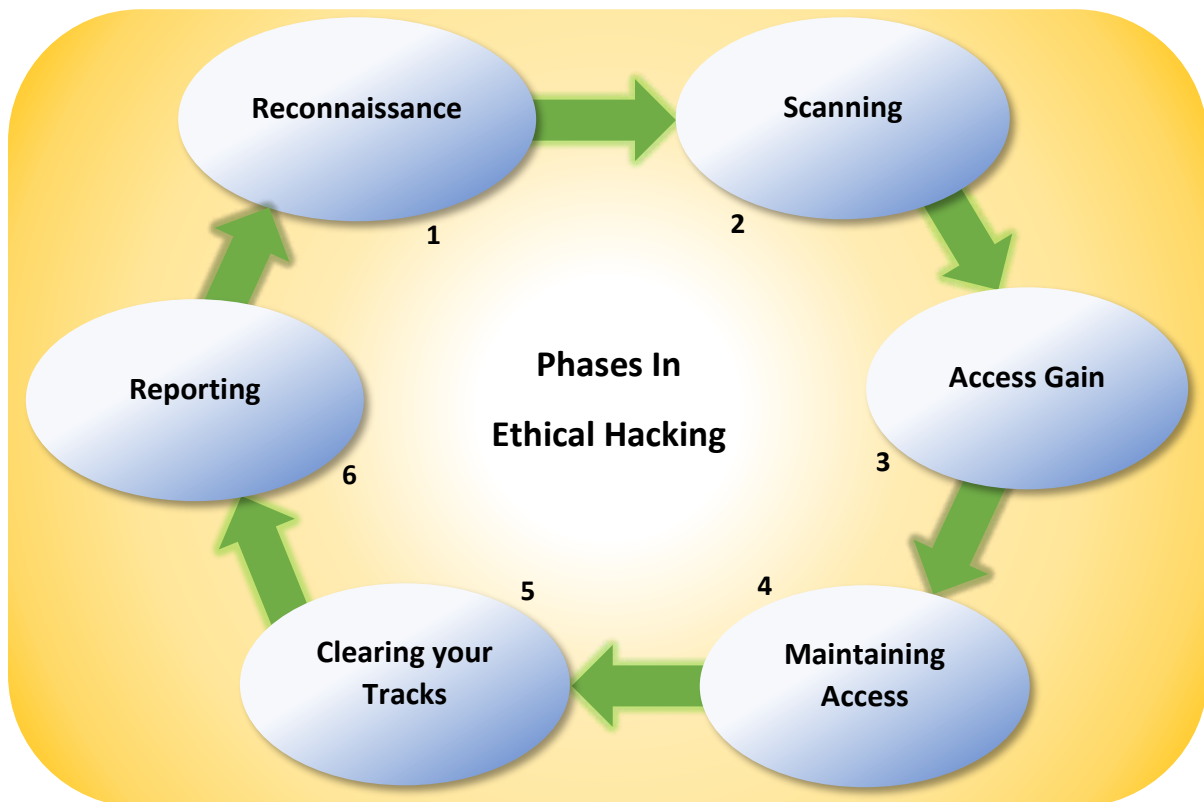 Reconnaissance
1
Scanning
2
Access Gain
3
Maintaining
Access
4
Clearing your
Tracks
5
Reporting
6
Phases In
Ethical Hacking